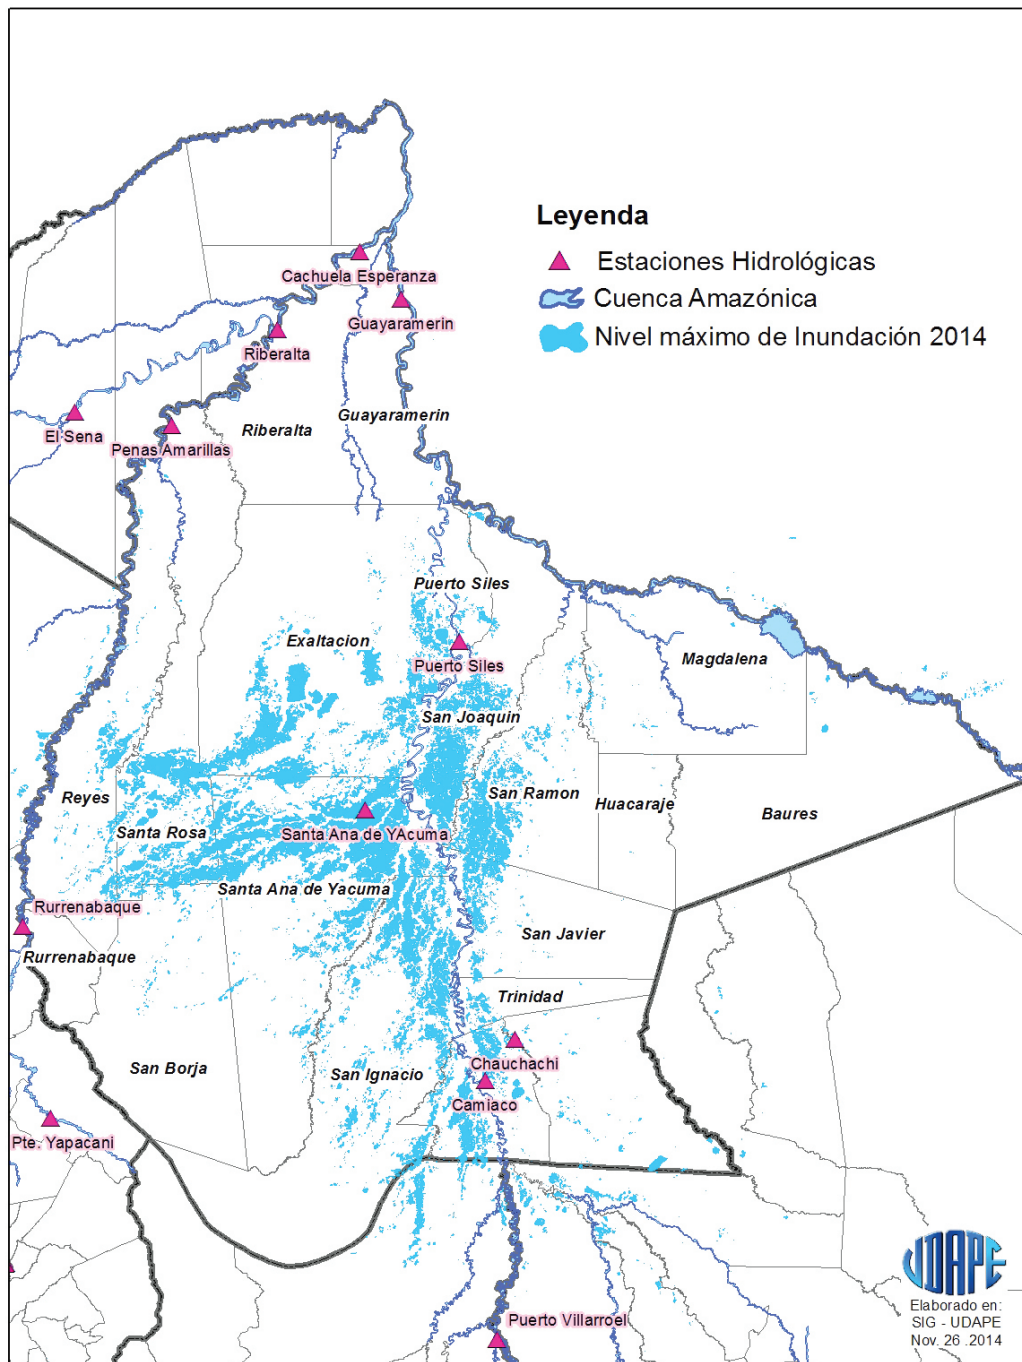 Leyenda
Estaciones Hidrológicas
Cuenca Amazónica
Nivel máximo de Inundación 2014
Cachuela Esperanza
Guayaramerin
Riberalta
El Sena
Penas Amarillas
Riberalta
Guayaramerin
Puerto Siles
Exaltacion
Puerto Siles
Magdalena
San Joaquin
Reyes
Santa Rosa
San Ramon
Huacaraje
Baures
Santa Ana de YAcuma
Santa Ana de Yacuma
Rurrenabaque
Rurrenabaque
San Javier
Trinidad
San Borja
San Ignacio
Chauchachi
Camiaco
Pte. Yapacani
Puerto Villarroel
UDAPE
Elaborado en:
SIG - UDAPE
Nov. 26 .2014